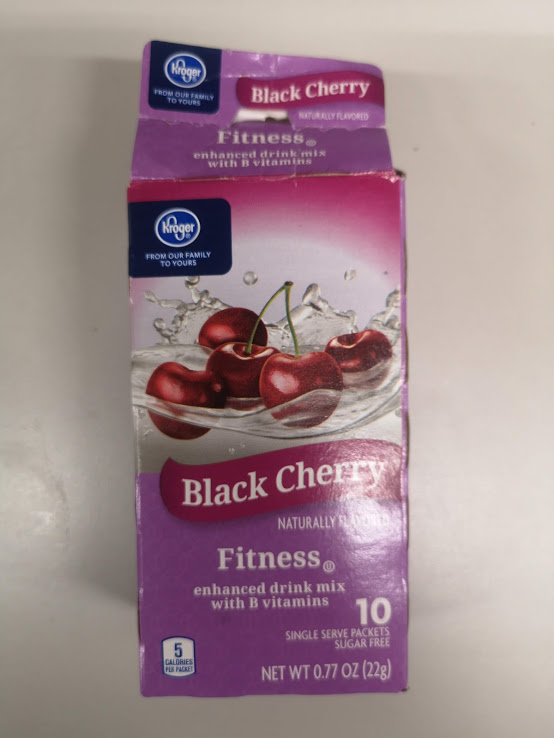 Kroger
FROM OUR FAMILY
TO YOURS
Black Cherry
NATURALLY FLAVORED
Fitness
enhanced drink mix
with B vitamins
Kroger
FROM OUR FAMILY
TO YOURS
Black Cherry
NATURALLY FLAVORED
Fitness
enhanced drink mix
with B vitamins
10
SINGLE SERVE PACKETS
SUGAR FREE
5
CALORIES
PER PACKET
NET WT 0.77 OZ (22g)